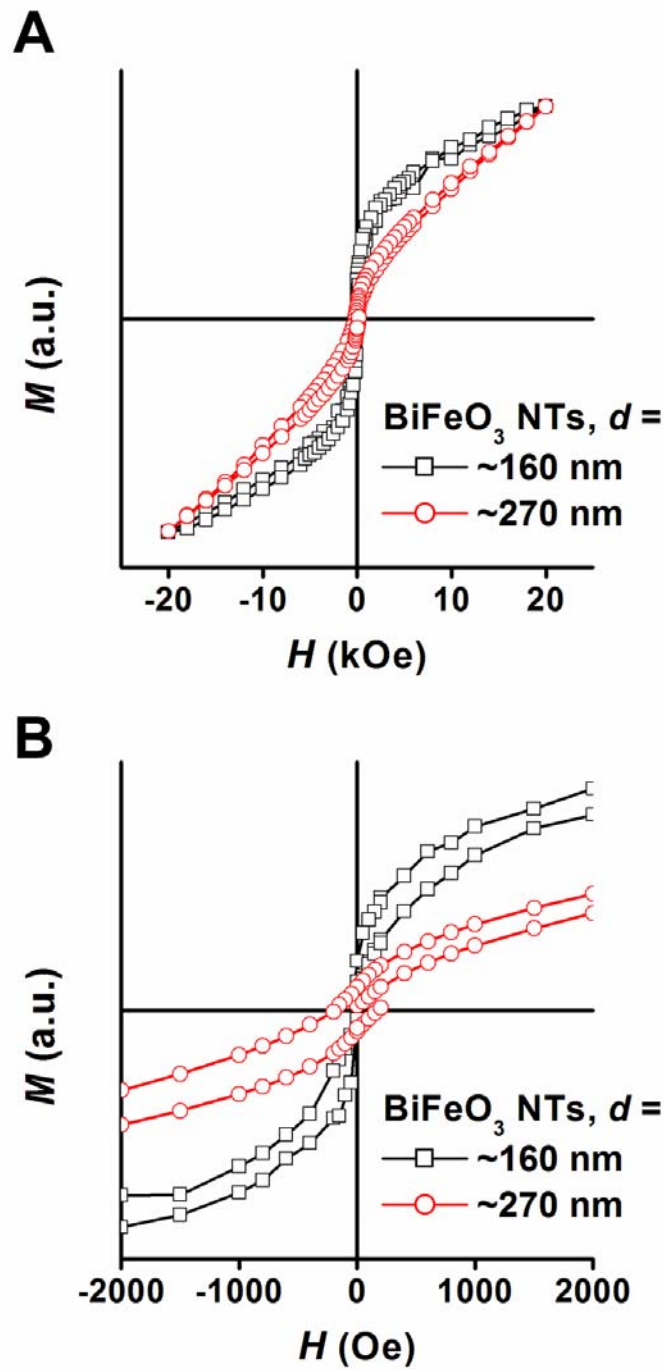 A
M (a.u.)
BiFeO₃ NTs, d =
~160 nm
~270 nm
-20 -10 0 10 20
H (kOe)
B
M (a.u.)
BiFeO₃ NTs, d =
~160 nm
~270 nm
-2000 -1000 0 1000 2000
H (Oe)